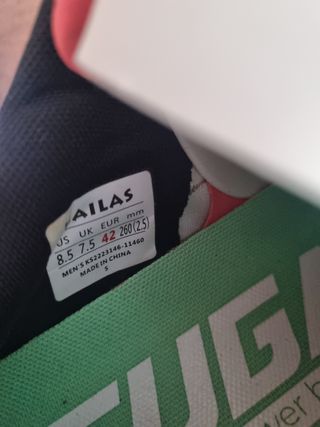 AILAS
US UK EUR mm
8.5 7.5 42 260(2.5)
MEN'S KS2223146-11460
MADE IN CHINA
S
FUGA